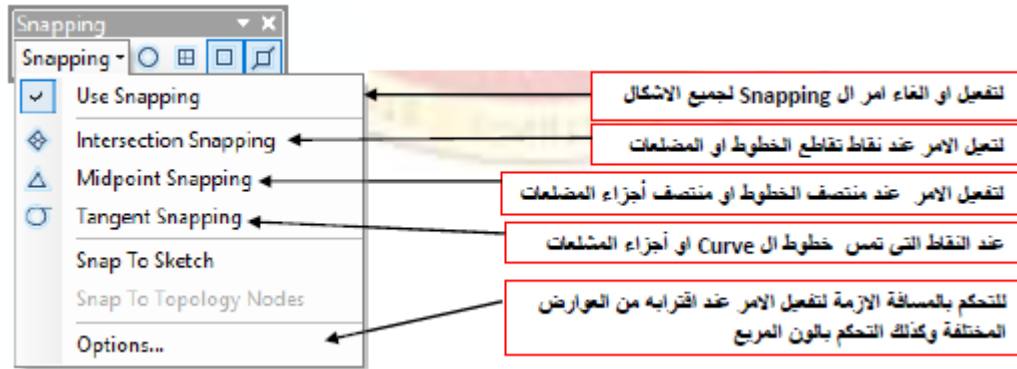 Snapping
Snapping
Use Snapping
لتفعيل او الغاء امر ال Snapping لجميع الاشكال
Intersection Snapping
لتعيل الامر عند نقاط تقاطع الخطوط او المضلعات
Midpoint Snapping
لتفعيل الامر عند منتصف الخطوط او منتصف أجزاء المضلعات
Tangent Snapping
عند النقاط التي تمس خطوط ال Curve او أجزاء المشلعات
Snap To Sketch
Snap To Topology Nodes
للتحكم بالمسافة الازمة لتفعيل الامر عند اقترابه من العوارض
المختلفة وكذلك التحكم بالون المربع
Options...